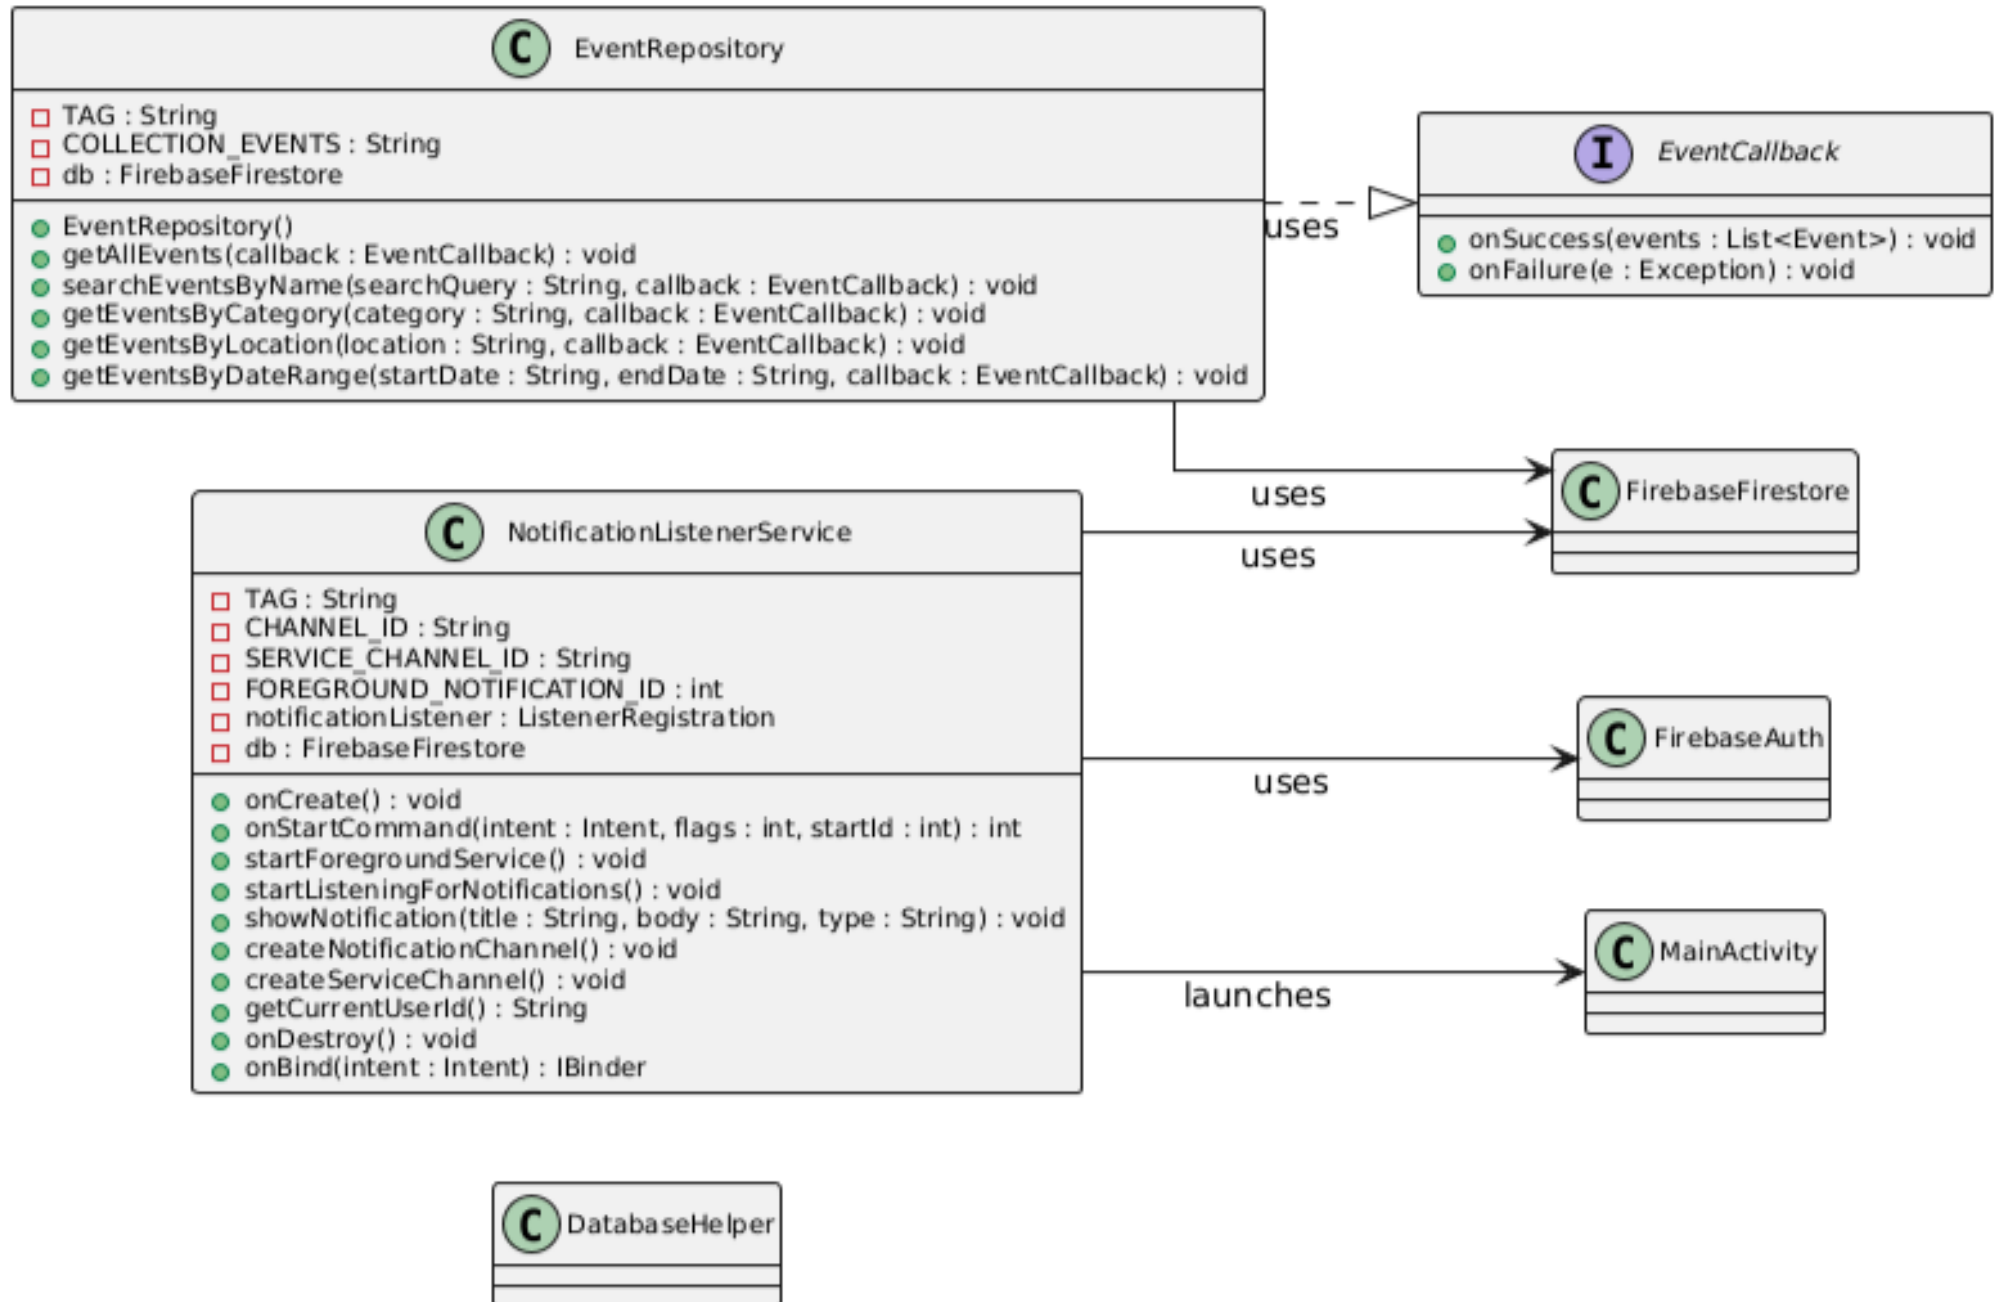 C EventRepository
TAG : String
COLLECTION_EVENTS : String
db : FirebaseFirestore
EventRepository()
getAllEvents(callback : EventCallback) : void
searchEventsByName(searchQuery : String, callback : EventCallback) : void
getEventsByCategory(category : String, callback : EventCallback) : void
getEventsByLocation(location : String, callback : EventCallback) : void
getEventsByDateRange(startDate : String, endDate : String, callback : EventCallback) : void
uses
I EventCallback
onSuccess(events : List<Event>) : void
onFailure(e : Exception) : void
uses
C FirebaseFirestore
C NotificationListenerService
TAG : String
CHANNEL_ID : String
SERVICE_CHANNEL_ID : String
FOREGROUND_NOTIFICATION_ID : int
notificationListener : ListenerRegistration
db : FirebaseFirestore
onCreate() : void
onStartCommand(intent : Intent, flags : int, startId : int) : int
startForegroundService() : void
startListeningForNotifications() : void
showNotification(title : String, body : String, type : String) : void
createNotificationChannel() : void
createServiceChannel() : void
getCurrentUserId() : String
onDestroy() : void
onBind(intent : Intent) : IBinder
uses
uses
C FirebaseAuth
launches
C MainActivity
C DatabaseHelper